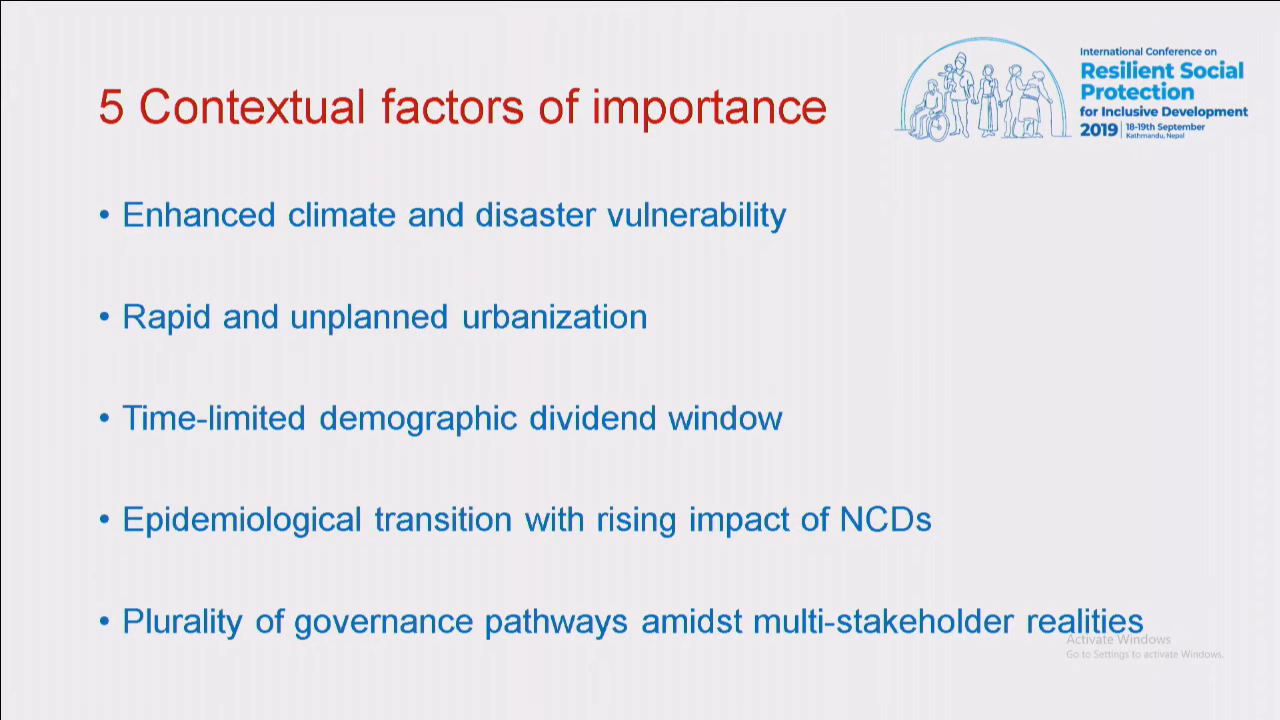 International Conference on
Resilient Social
Protection
for Inclusive Development
2019 | 18-19th September
Kathmandu, Nepal
5 Contextual factors of importance
• Enhanced climate and disaster vulnerability
• Rapid and unplanned urbanization
• Time-limited demographic dividend window
• Epidemiological transition with rising impact of NCDs
• Plurality of governance pathways amidst multi-stakeholder realities
Activate Windows
Go to Settings to activate Windows.